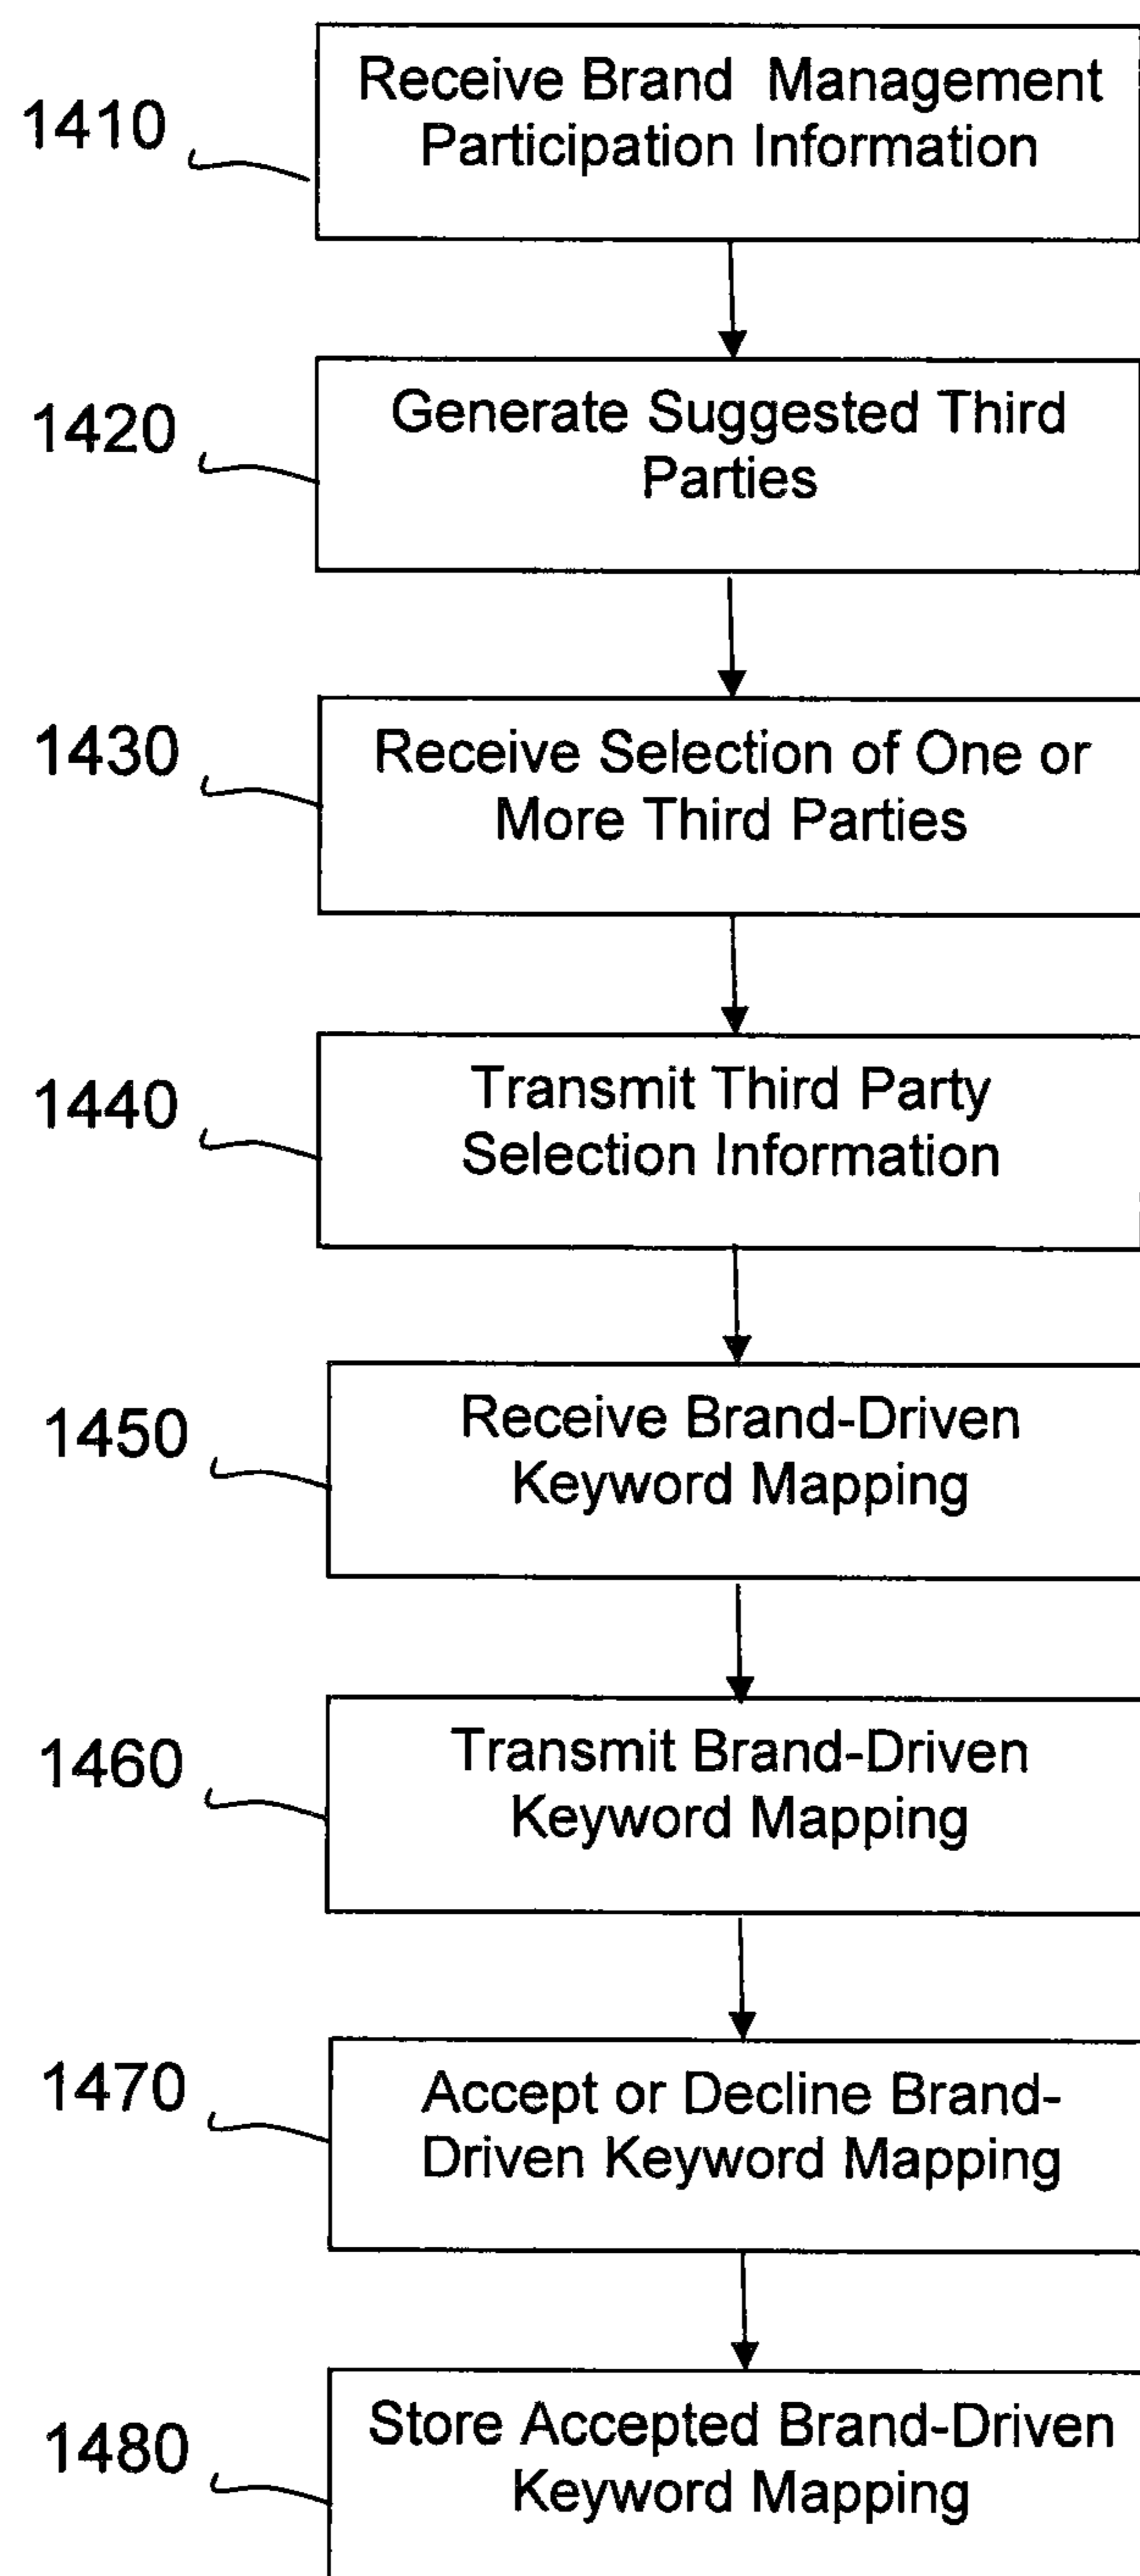 1410
Receive Brand Management
Participation Information
1420
Generate Suggested Third
Parties
1430
Receive Selection of One or
More Third Parties
1440
Transmit Third Party
Selection Information
1450
Receive Brand-Driven
Keyword Mapping
1460
Transmit Brand-Driven
Keyword Mapping
1470
Accept or Decline Brand-
Driven Keyword Mapping
1480
Store Accepted Brand-Driven
Keyword Mapping